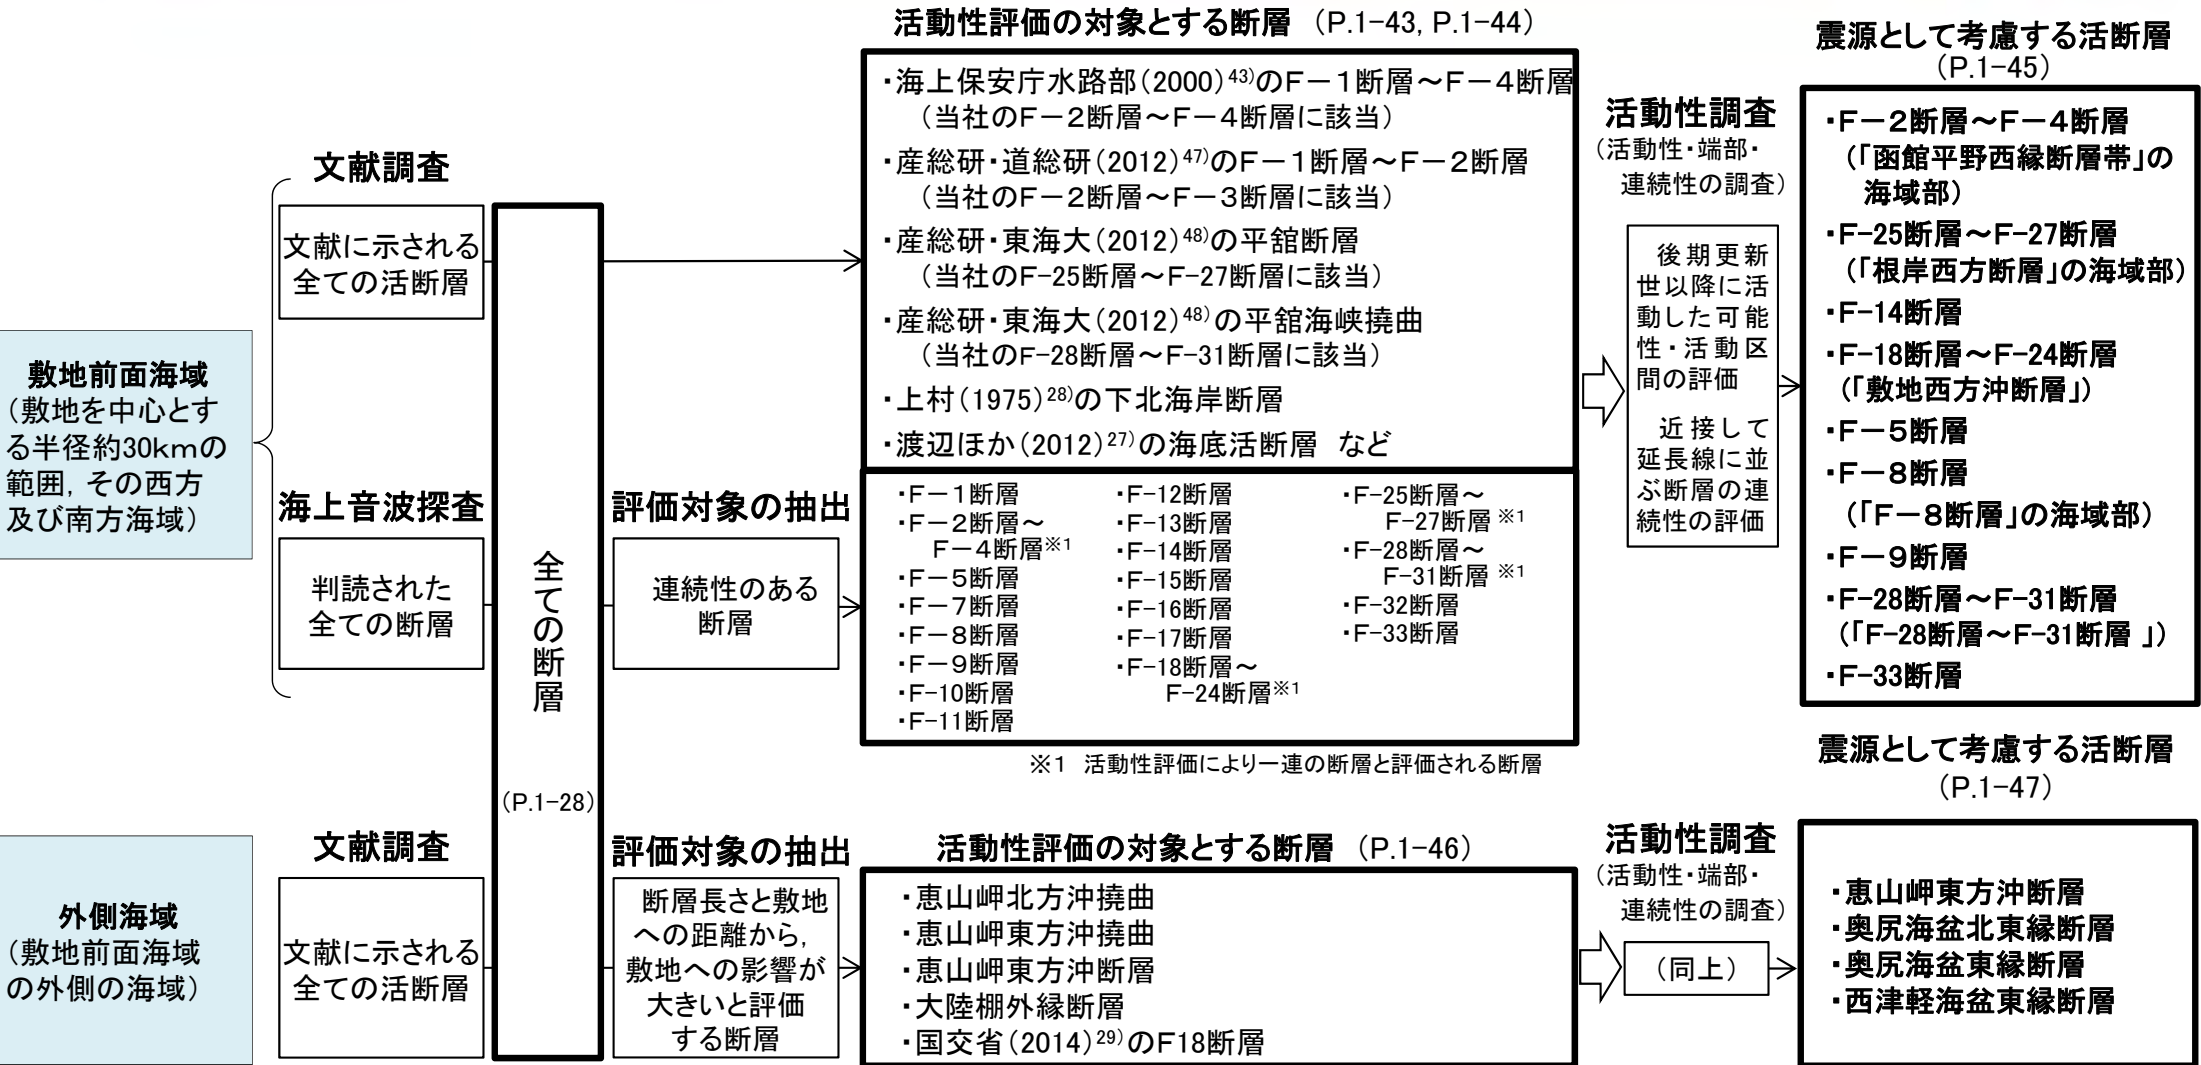 敷地前面海域
（敷地を中心とす
る半径約30kmの
範囲，その西方
及び南方海域）
文献調査
文献に示される
全ての活断層
海上音波探査
判読された
全ての断層
全ての断層
（P.1-28）
評価対象の抽出
連続性のある
断層
活動性評価の対象とする断層 （P.1-43, P.1-44）
・海上保安庁水路部（2000）43)のF－1断層～F－4断層
（当社のF－2断層～F－4断層に該当）
・産総研・道総研（2012）47)のF－1断層～F－2断層
（当社のF－2断層～F－3断層に該当）
・産総研・東海大（2012）48)の平舘断層
（当社のF-25断層～F-27断層に該当）
・産総研・東海大（2012）48)の平舘海峡撓曲
（当社のF-28断層～F-31断層に該当）
・上村（1975）28)の下北海岸断層
・渡辺ほか（2012）27)の海底活断層 など
・F－1断層
・F－2断層～
F－4断層※1
・F－5断層
・F－7断層
・F－8断層
・F－9断層
・F-10断層
・F-11断層
・F-12断層
・F-13断層
・F-14断層
・F-15断層
・F-16断層
・F-17断層
・F-18断層～
F-24断層※1
・F-25断層～
F-27断層 ※1
・F-28断層～
F-31断層 ※1
・F-32断層
・F-33断層
※1 活動性評価により一連の断層と評価される断層
活動性調査
（活動性・端部・
連続性の調査）
後期更新
世以降に活
動した可能
性・活動区
間の評価
近接して
延長線に並
ぶ断層の連
続性の評価
震源として考慮する活断層
（P.1-45）
・F－2断層～F－4断層
（「函館平野西縁断層帯」の
海域部）
・F-25断層～F-27断層
（「根岸西方断層」の海域部）
・F-14断層
・F-18断層～F-24断層
（「敷地西方沖断層」）
・F－5断層
・F－8断層
（「F－8断層」の海域部）
・F－9断層
・F-28断層～F-31断層
（「F-28断層～F-31断層 」）
・F-33断層
外側海域
（敷地前面海域
の外側の海域）
文献調査
文献に示される
全ての活断層
評価対象の抽出
断層長さと敷地
への距離から，
敷地への影響が
大きいと評価
する断層
活動性評価の対象とする断層 （P.1-46）
・恵山岬北方沖撓曲
・恵山岬東方沖撓曲
・恵山岬東方沖断層
・大陸棚外縁断層
・国交省（2014）29)のF18断層
活動性調査
（活動性・端部・
連続性の調査）
（同上）
震源として考慮する活断層
（P.1-47）
・恵山岬東方沖断層
・奥尻海盆北東縁断層
・奥尻海盆東縁断層
・西津軽海盆東縁断層